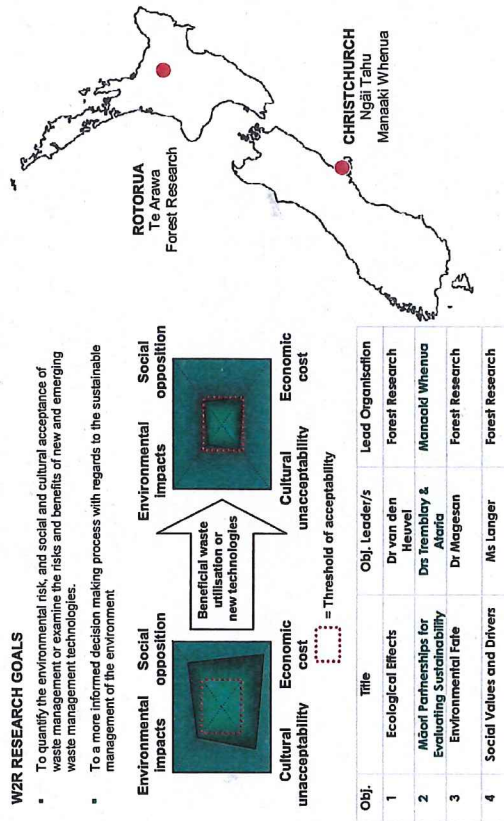 W2R RESEARCH GOALS
▪ To quantify the environmental risk, and social and cultural acceptance of
waste management or examine the risks and benefits of new and emerging
waste management technologies.
▪ To a more informed decision making process with regards to the sustainable
management of the environment
Environmental
impacts
Social
opposition
Cultural
unacceptability
Economic
cost
Beneficial waste
utilisation or
new technologies
Environmental
impacts
Social
opposition
Cultural
unacceptability
Economic
cost
= Threshold of acceptability
Obj. Title Obj. Leader/s Lead Organisation
1 Ecological Effects Dr van den
Heuvel Forest Research
2 Māori Partnerships for
Evaluating Sustainability Drs Tremblay &
Ataria Manaaki Whenua
3 Environmental Fate Dr Magesan Forest Research
4 Social Values and Drivers Ms Langer Forest Research
ROTORUA
Te Arawa
Forest Research
CHRISTCHURCH
Ngāi Tahu
Manaaki Whenua